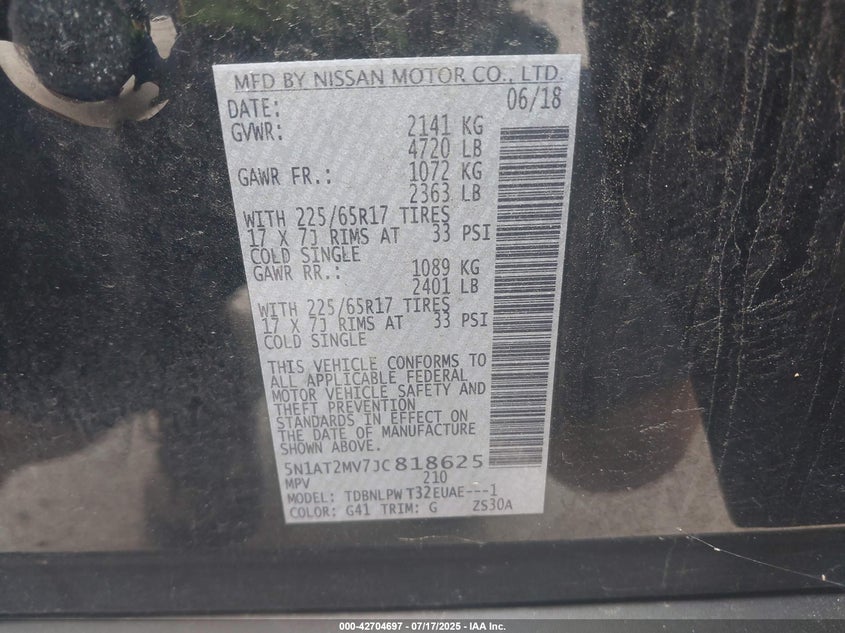 MFD BY NISSAN MOTOR CO., LTD.
DATE: 06/18
GVWR: 2141 KG
4720 LB
GAWR FR.: 1072 KG
2363 LB
WITH 225/65R17 TIRES
17 X 7J RIMS AT 33 PSI
COLD SINGLE
GAWR RR.: 1089 KG
2401 LB
WITH 225/65R17 TIRES
17 X 7J RIMS AT 33 PSI
COLD SINGLE
THIS VEHICLE CONFORMS TO
ALL APPLICABLE FEDERAL
MOTOR VEHICLE SAFETY AND
THEFT PREVENTION
STANDARDS IN EFFECT ON
THE DATE OF MANUFACTURE
SHOWN ABOVE.
5N1AT2MV7JC818625
MPV 210
MODEL: TDBNLPW T32EUAE---1
COLOR: G41 TRIM: G ZS30A
000-42704697 - 07/17/2025 - IAA Inc.